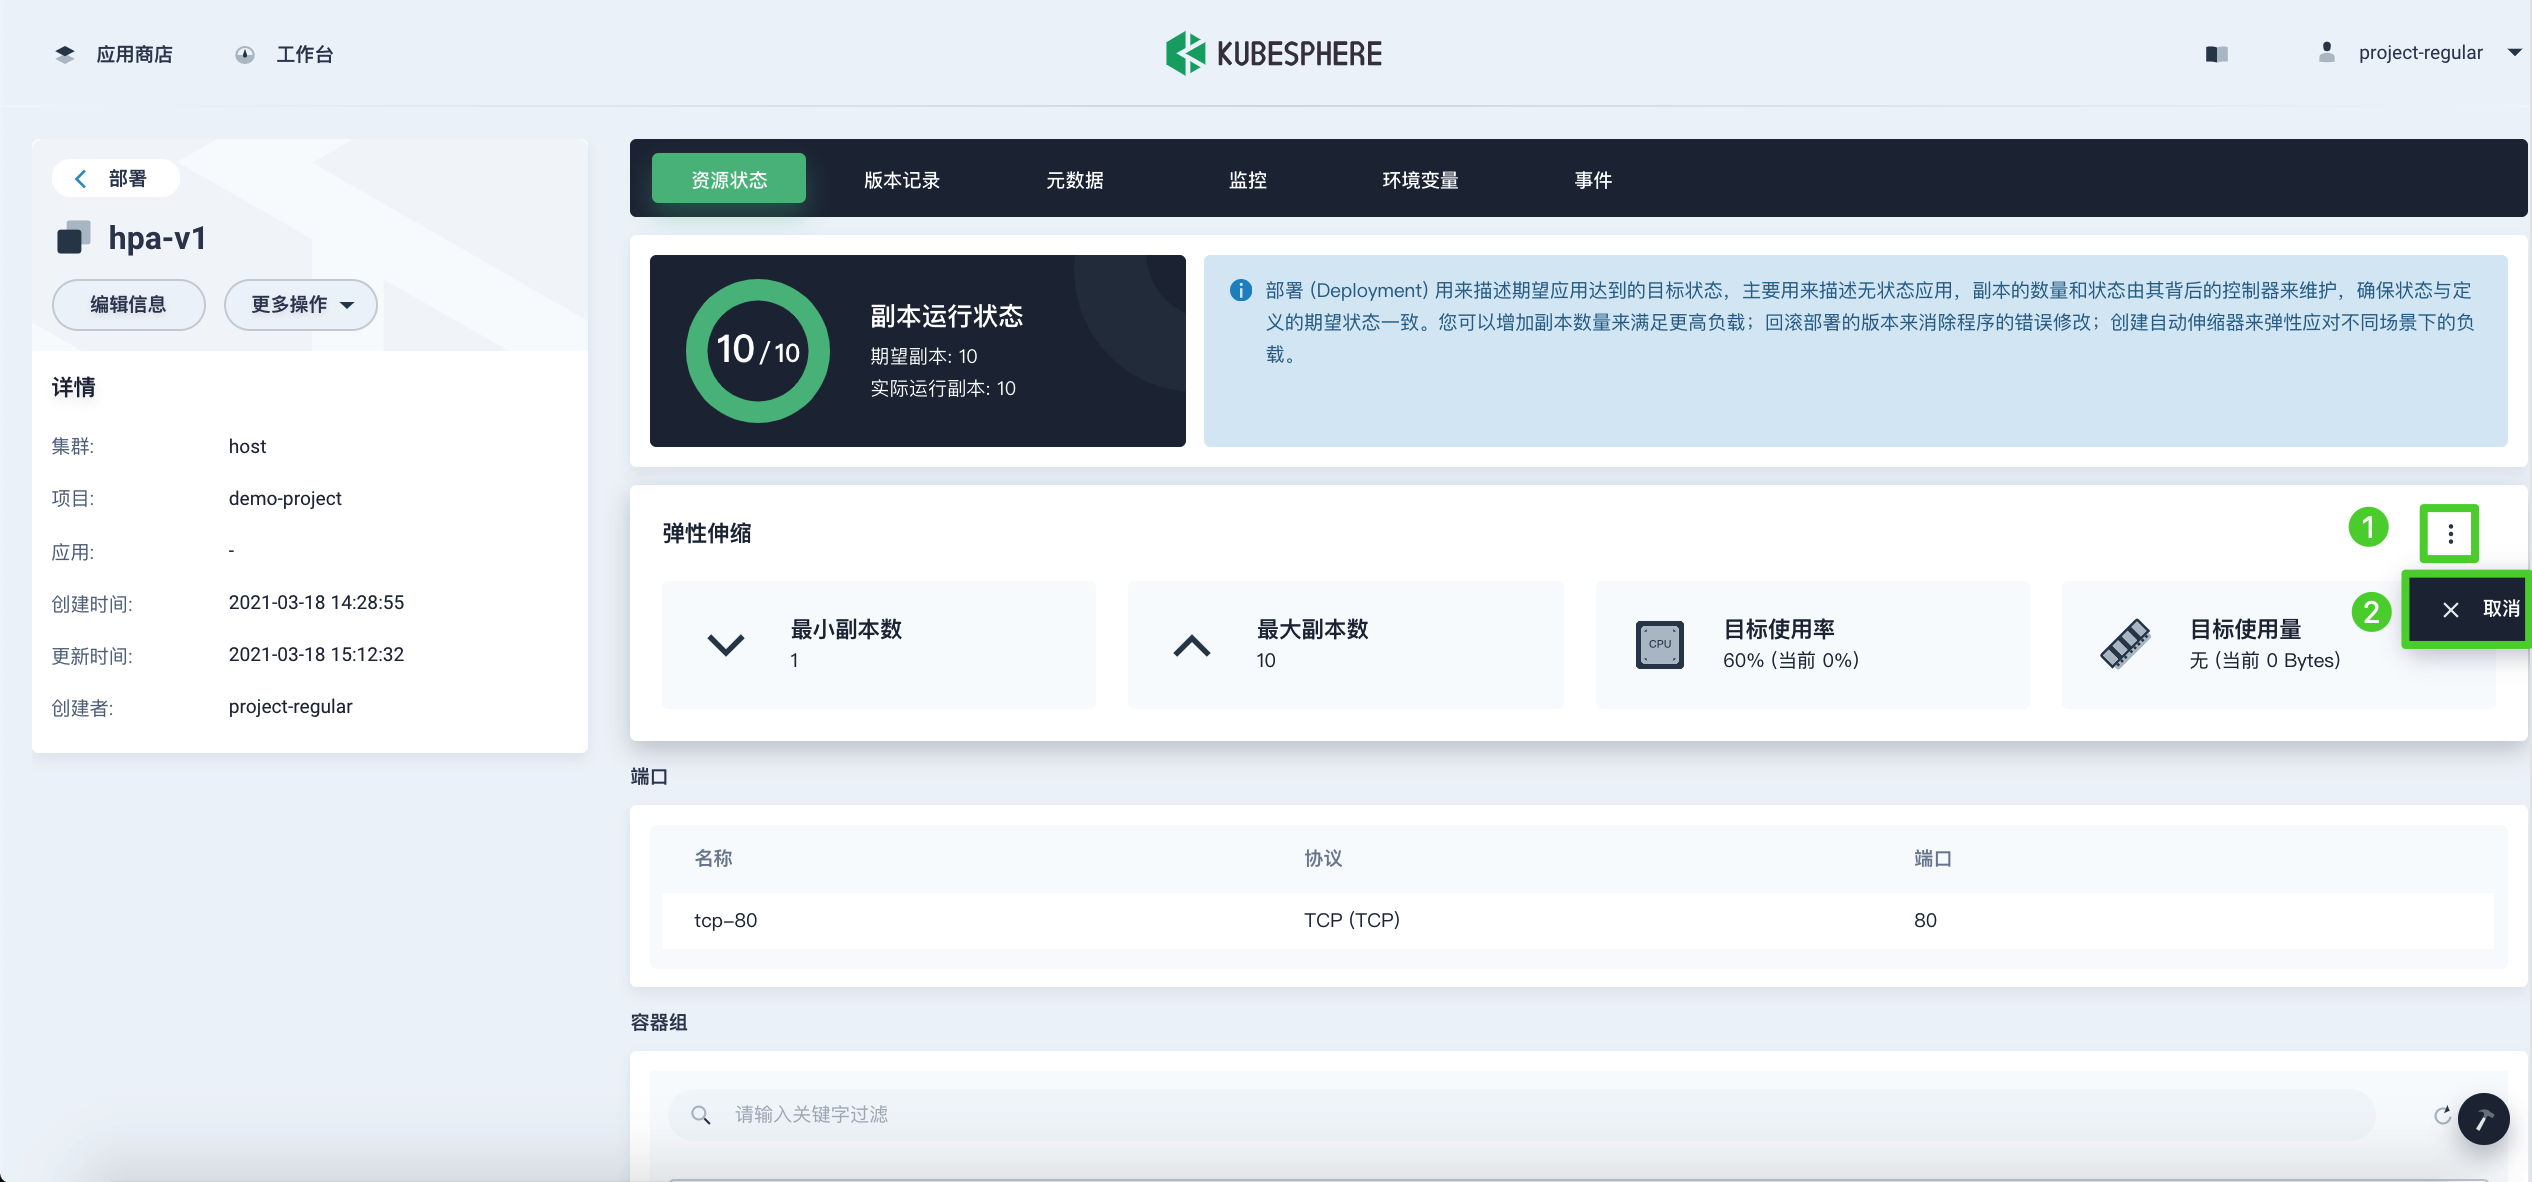 应用商店
工作台
KUBESPHERE
project-regular
部署
hpa-v1
编辑信息
更多操作
详情
集群: host
项目: demo-project
应用: -
创建时间: 2021-03-18 14:28:55
更新时间: 2021-03-18 15:12:32
创建者: project-regular
资源状态 版本记录 元数据 监控 环境变量 事件
10/10
副本运行状态
期望副本: 10
实际运行副本: 10
部署 (Deployment) 用来描述期望应用达到的目标状态，主要用来描述无状态应用，副本的数量和状态由其背后的控制器来维护，确保状态与定
义的期望状态一致。您可以增加副本数量来满足更高负载；回滚部署的版本来消除程序的错误修改；创建自动伸缩器来弹性应对不同场景下的负
载。
弹性伸缩
1
2
取消
最小副本数
1
最大副本数
10
CPU
目标使用率
60% (当前 0%)
目标使用量
无 (当前 0 Bytes)
端口
名称 协议 端口
tcp-80 TCP (TCP) 80
容器组
请输入关键字过滤